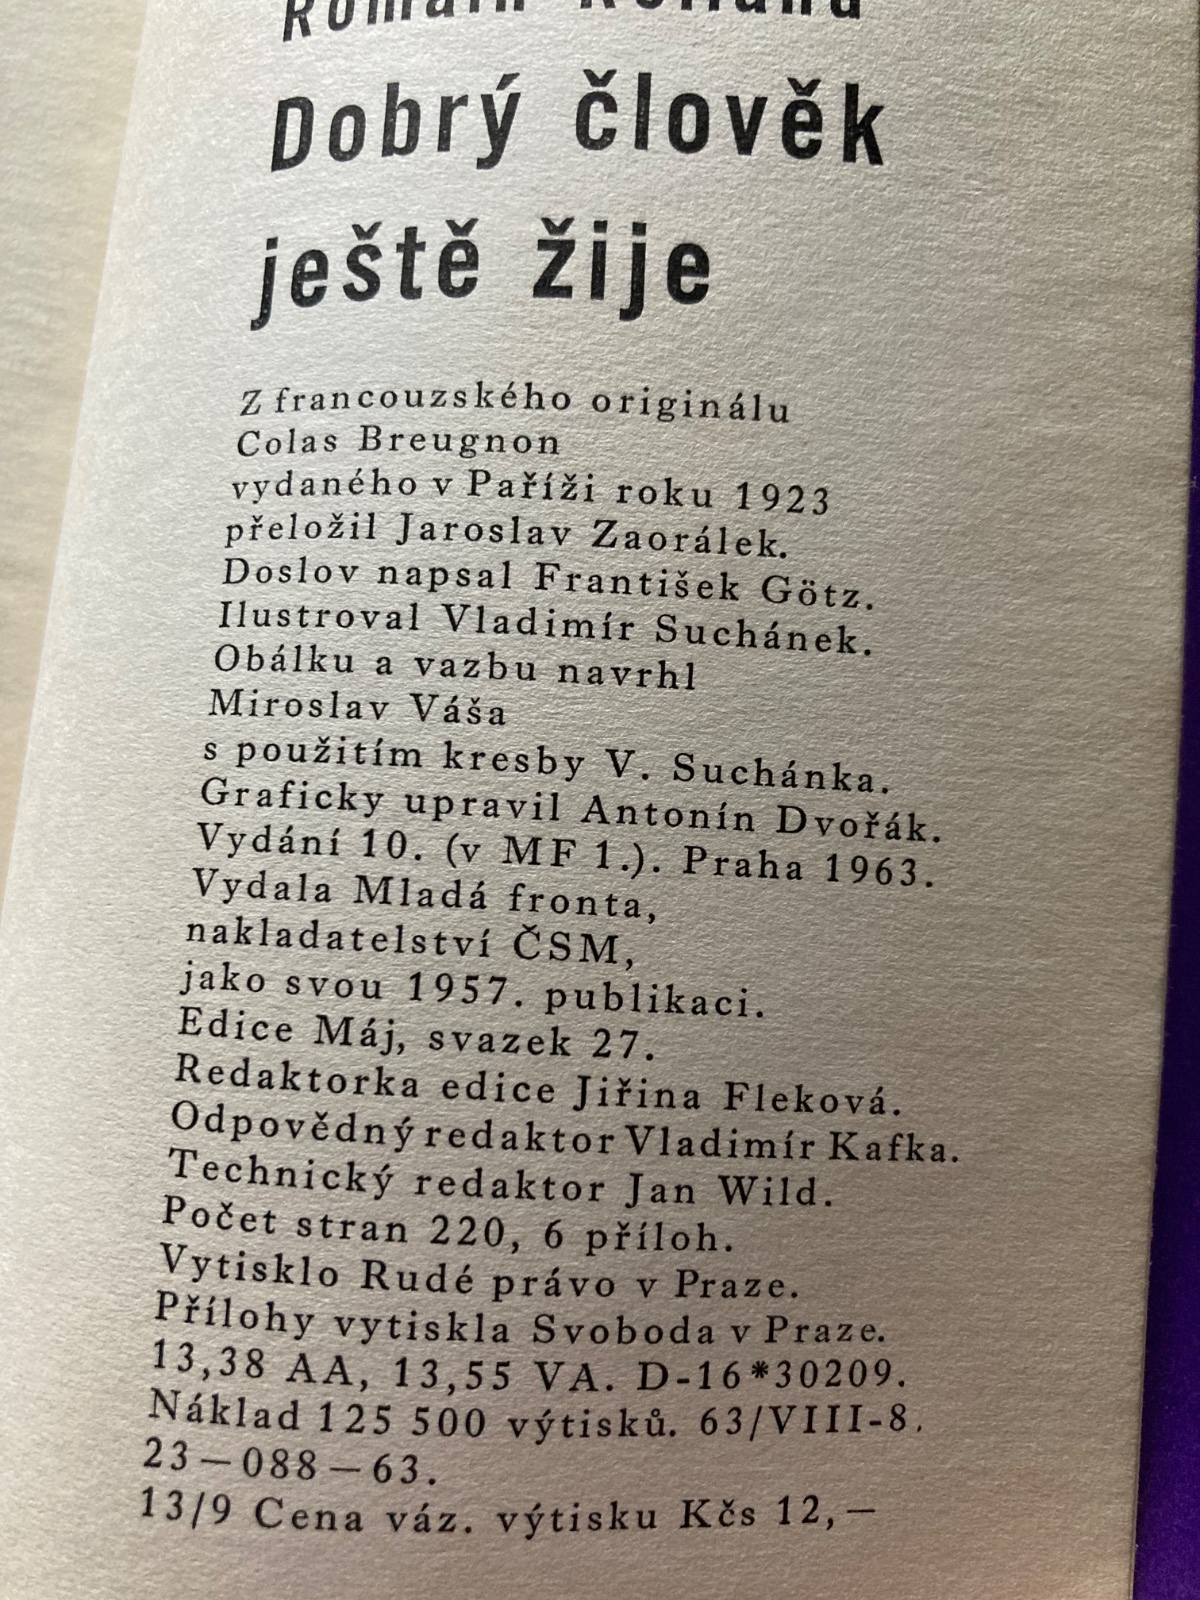 Romain Rolland
Dobrý člověk
ještě žije
Z francouzského originálu
Colas Breugnon
vydaného v Paříži roku 1923
přeložil Jaroslav Zaorálek.
Doslov napsal František Götz.
Ilustroval Vladimír Suchánek.
Obálku a vazbu navrhl
Miroslav Váša
s použitím kresby V. Suchánka.
Graficky upravil Antonín Dvořák.
Vydání 10. (v MF 1.). Praha 1963.
Vydala Mladá fronta,
nakladatelství ČSM,
jako svou 1957. publikaci.
Edice Máj, svazek 27.
Redaktorka edice Jiřina Fleková.
Odpovědný redaktor Vladimír Kafka.
Technický redaktor Jan Wild.
Počet stran 220, 6 příloh.
Vytisklo Rudé právo v Praze.
Přílohy vytiskla Svoboda v Praze.
13,38 AA, 13,55 VA. D-16*30209.
Náklad 125 500 výtisků. 63/VIII-8.
23—088—63.
13/9 Cena váz. výtisku Kčs 12,—